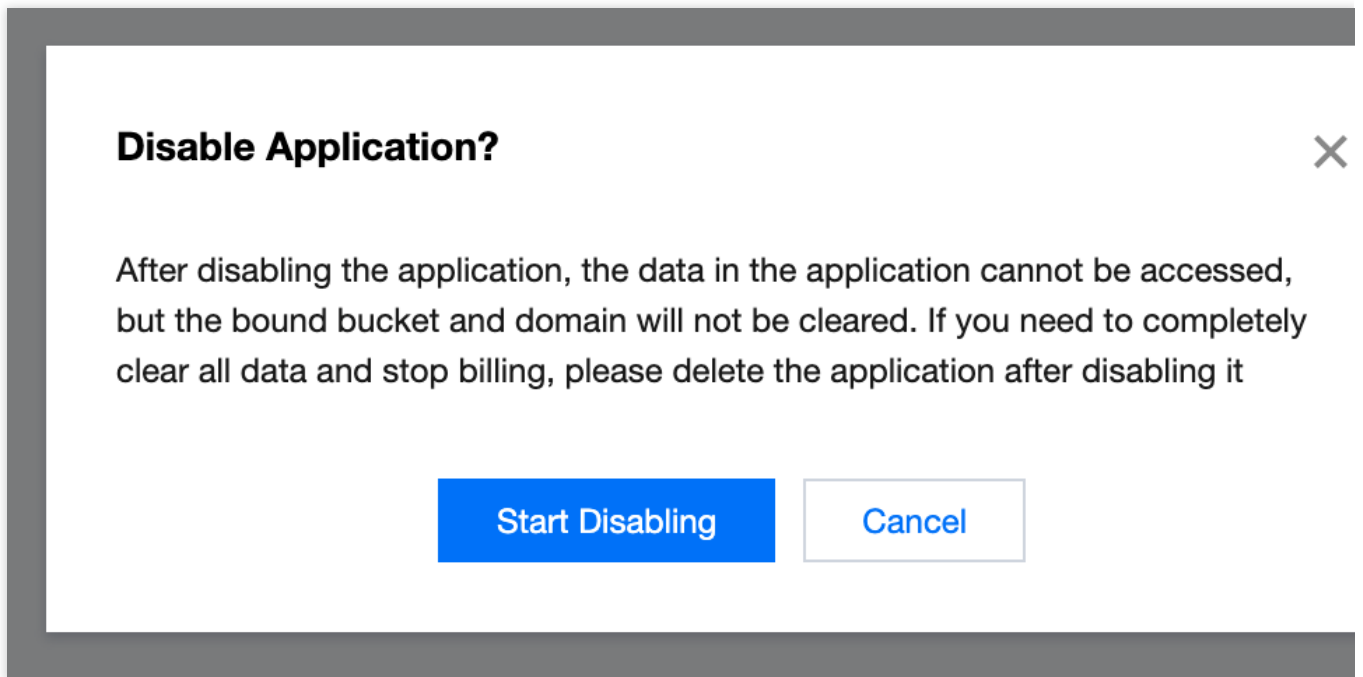 Disable Application?
After disabling the application, the data in the application cannot be accessed,
but the bound bucket and domain will not be cleared. If you need to completely
clear all data and stop billing, please delete the application after disabling it
Start Disabling
Cancel